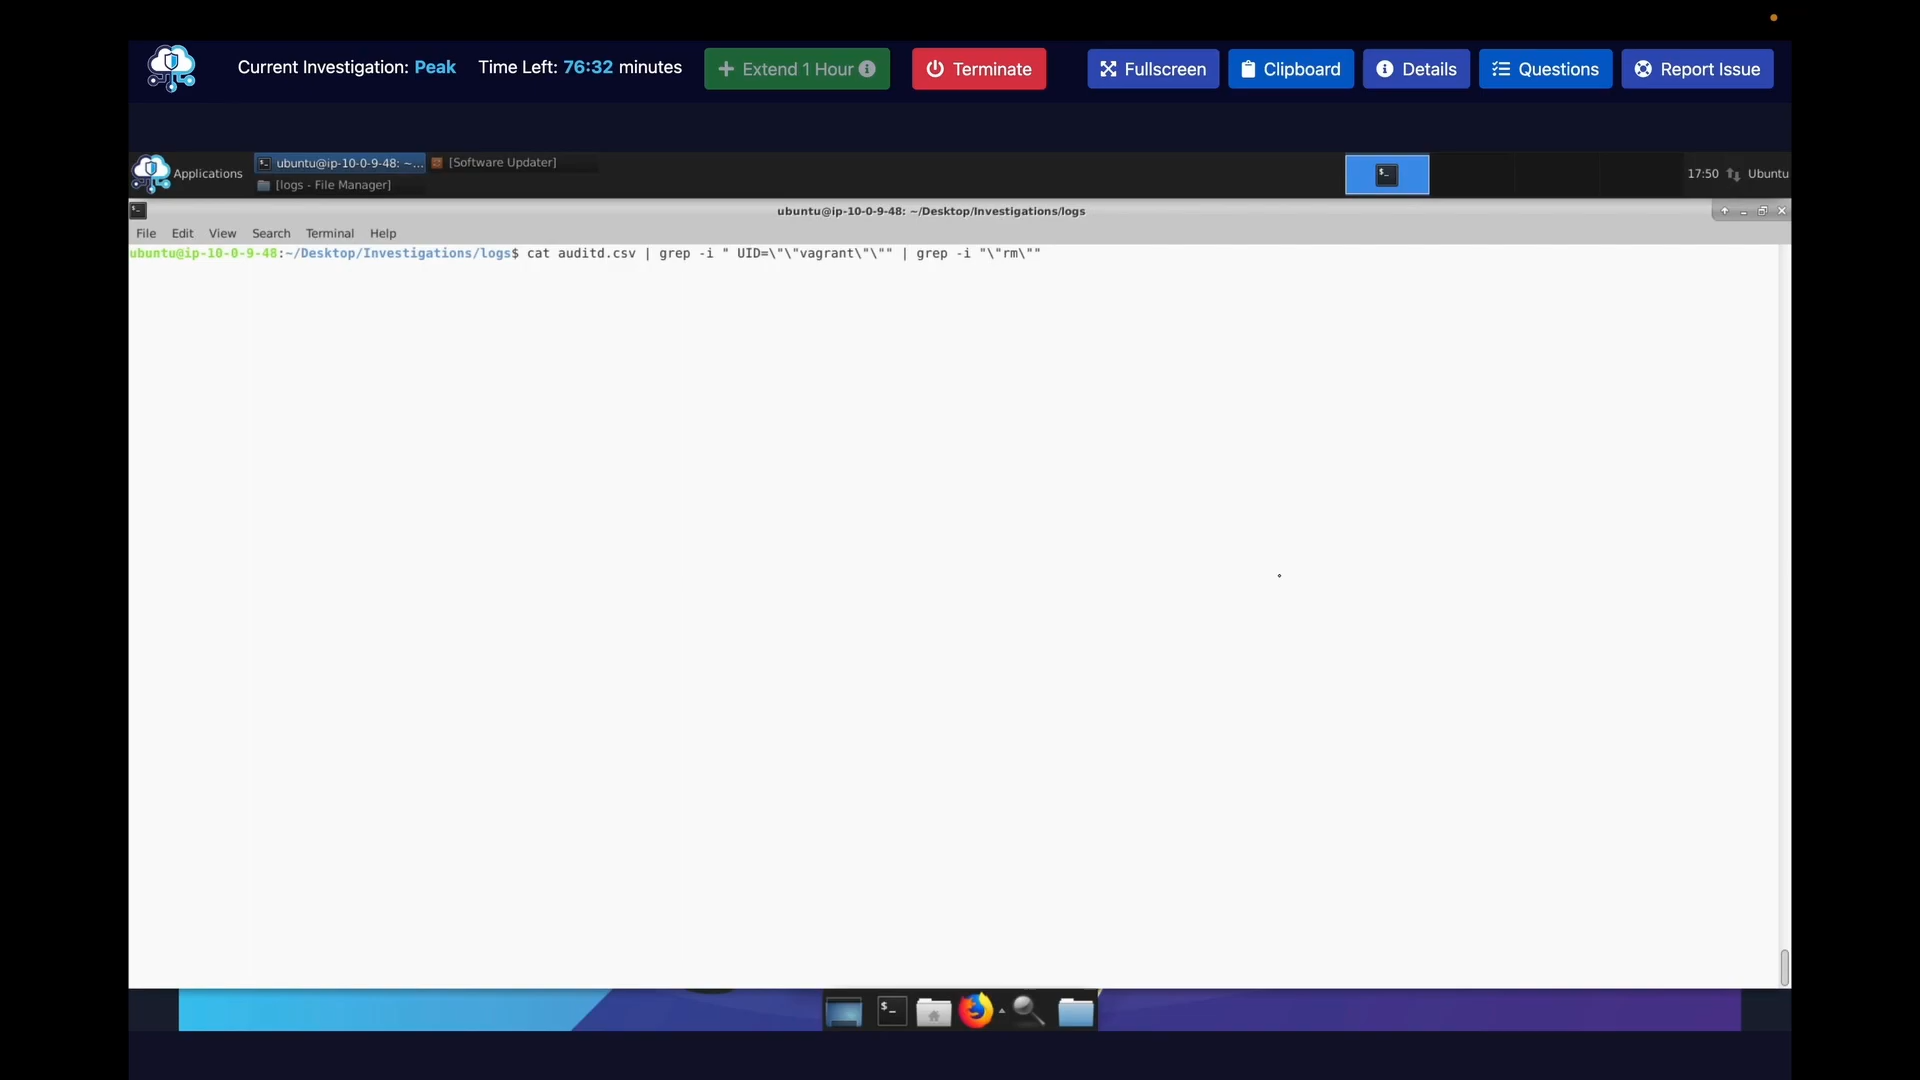 Current Investigation: Peak Time Left: 76:32 minutes Extend 1 Hour Terminate Fullscreen Clipboard Details Questions Report Issue
Applications ubuntu@ip-10-0-9-48: ~... [Software Updater] 17:50 Ubuntu
[logs - File Manager]
ubuntu@ip-10-0-9-48: ~/Desktop/Investigations/logs
File Edit View Search Terminal Help
ubuntu@ip-10-0-9-48:~/Desktop/Investigations/logs$ cat auditd.csv | grep -i " UID=\"\"vagrant\"\"" | grep -i "\"rm\""